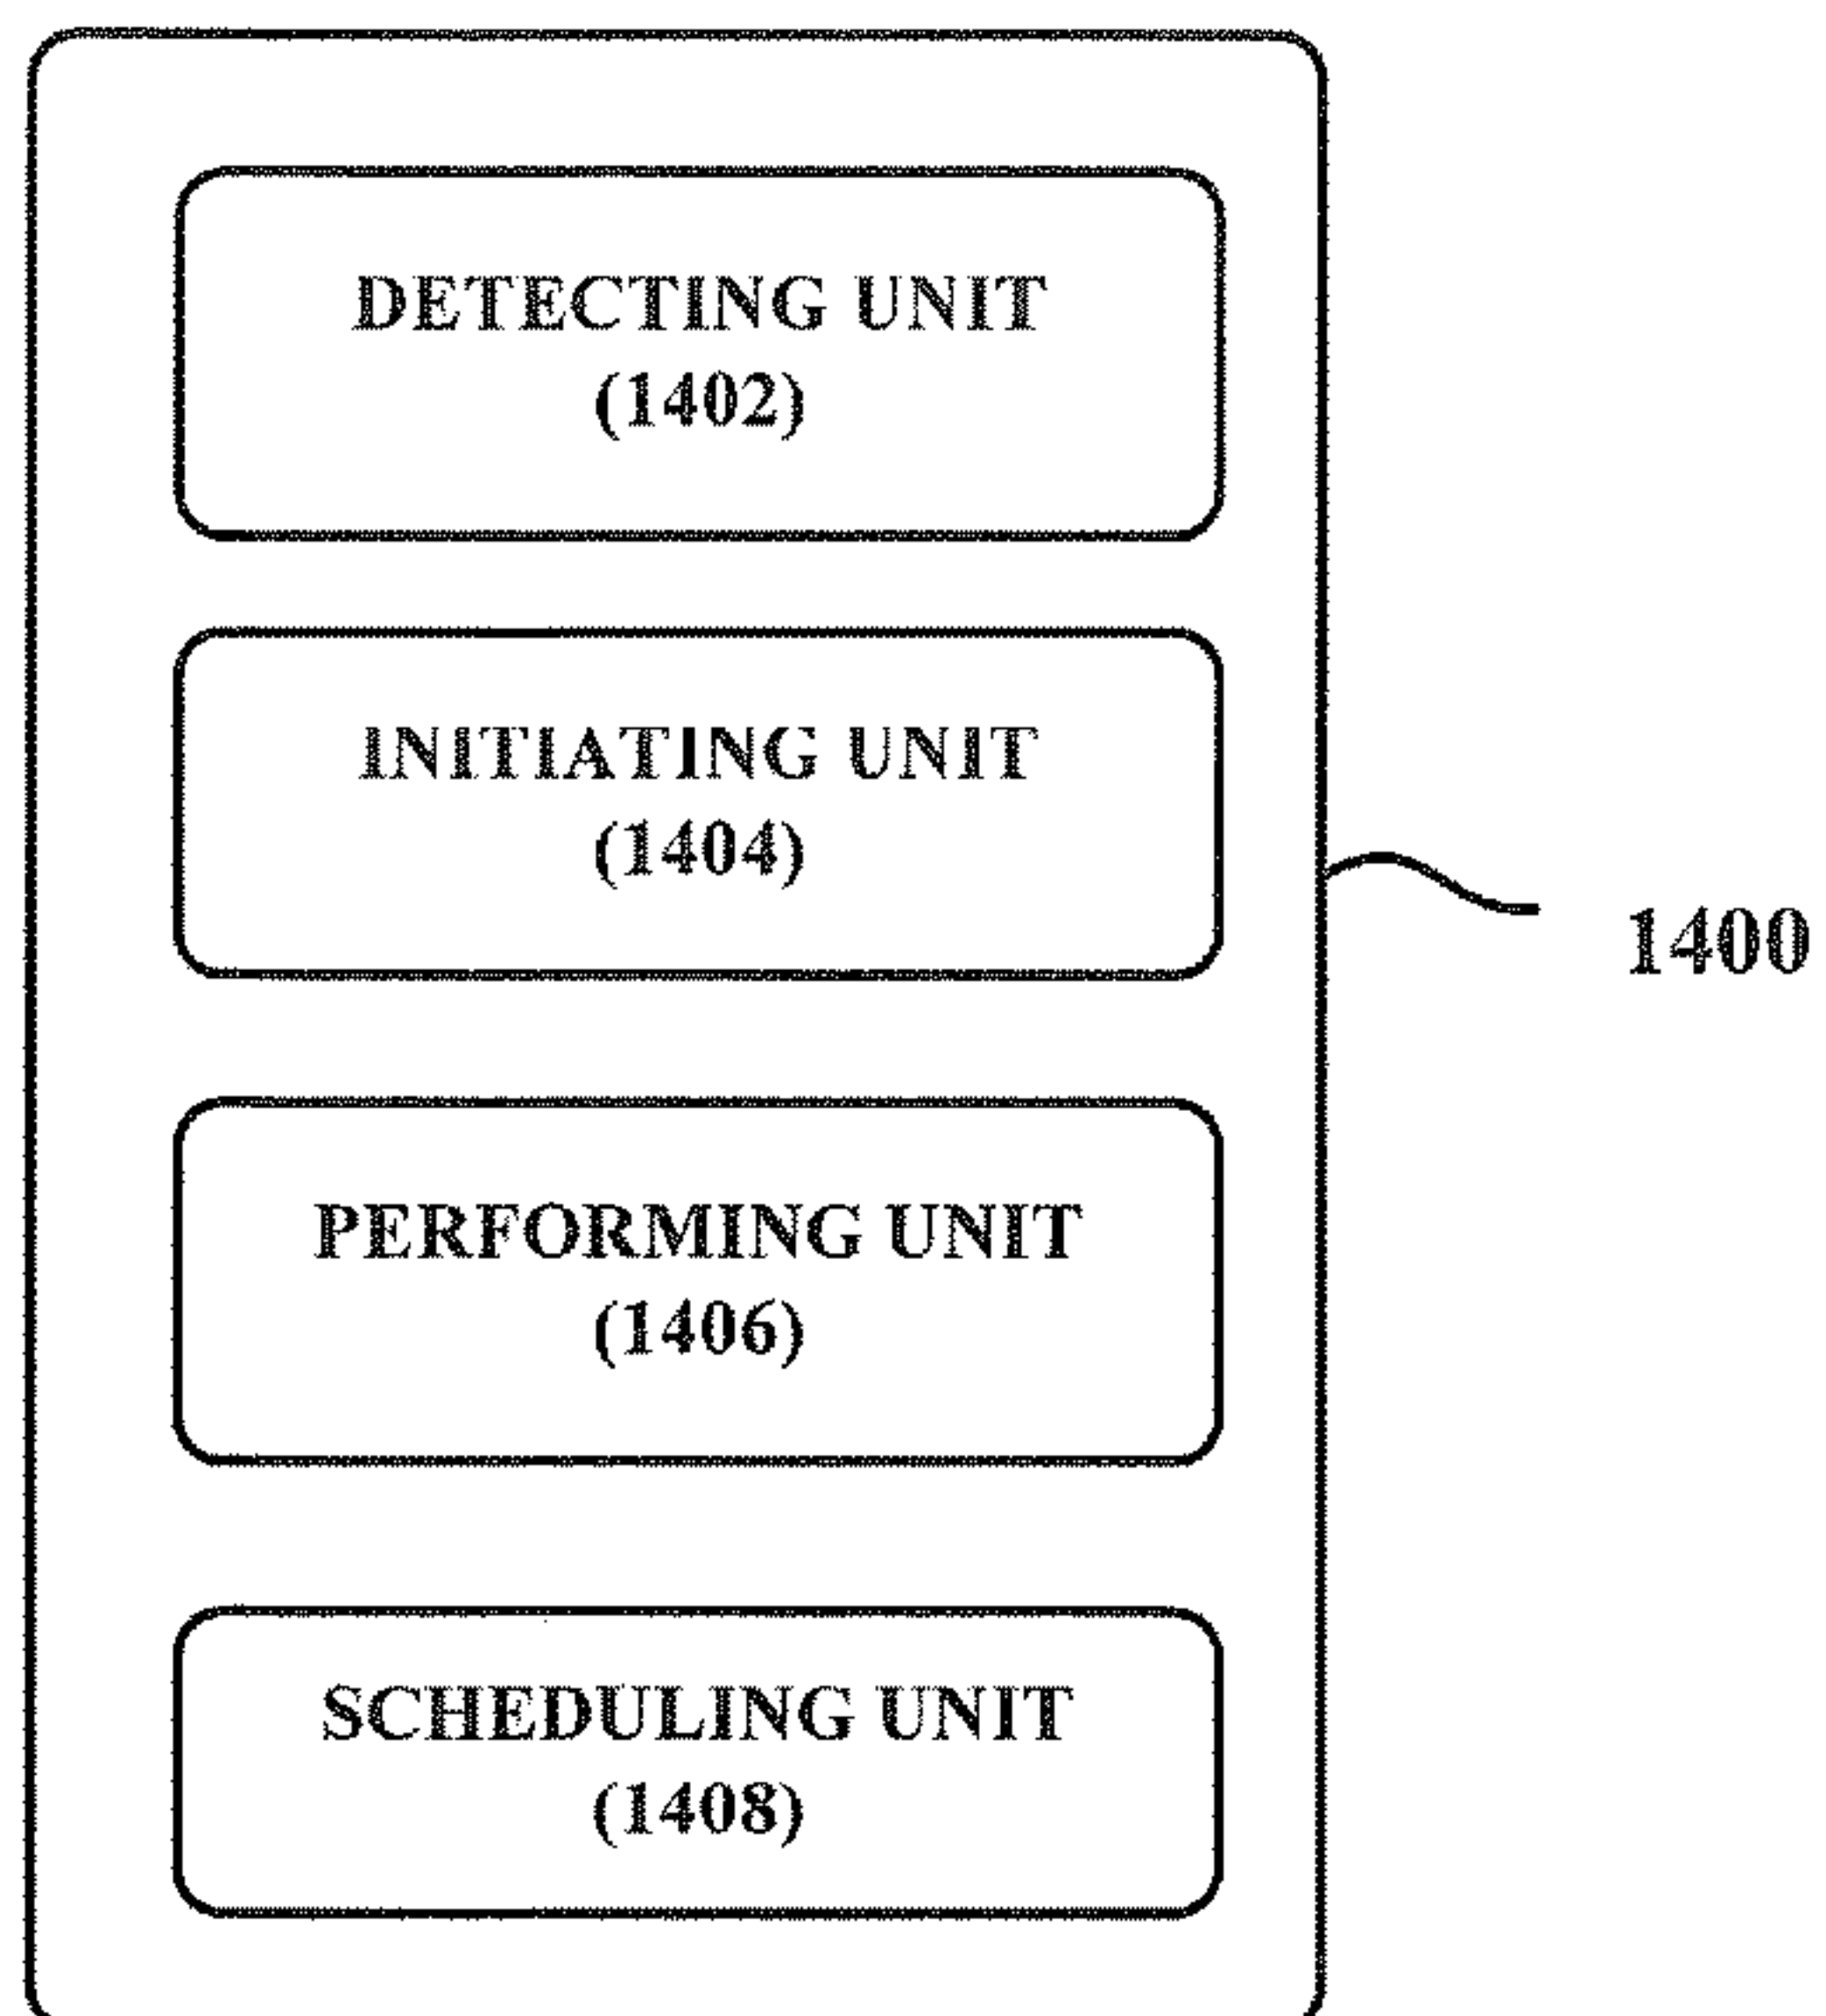 DETECTING UNIT
(1402)
INITIATING UNIT
(1404)
1400
PERFORMING UNIT
(1406)
SCHEDULING UNIT
(1408)